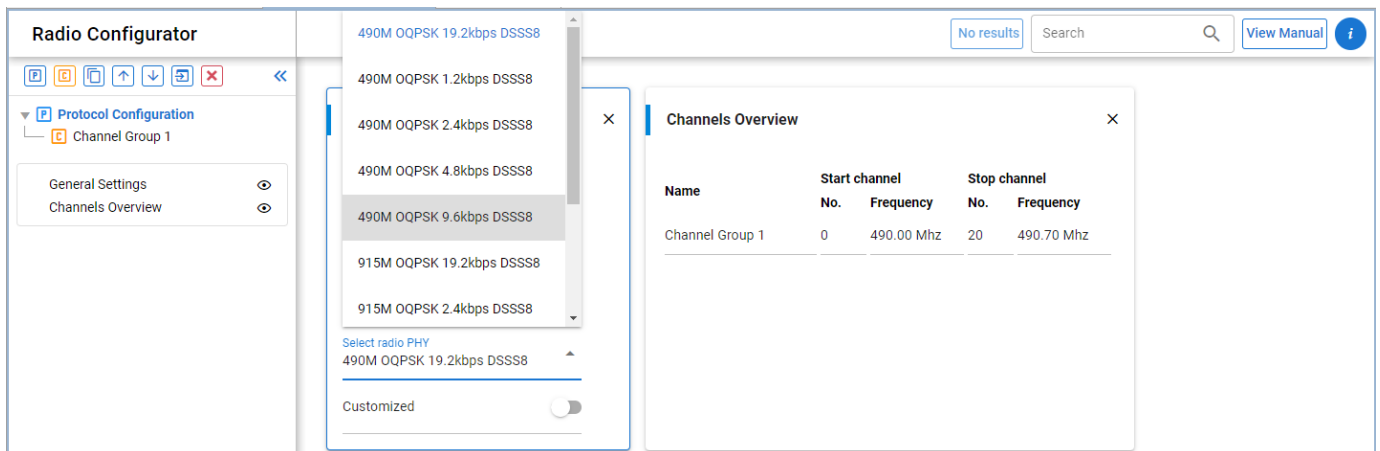 Radio Configurator
No results
Search
View Manual
i
P
C
Protocol Configuration
P
C
Channel Group 1
General Settings
Channels Overview
490M OQPSK 19.2kbps DSSS8
490M OQPSK 1.2kbps DSSS8
490M OQPSK 2.4kbps DSSS8
490M OQPSK 4.8kbps DSSS8
490M OQPSK 9.6kbps DSSS8
915M OQPSK 19.2kbps DSSS8
915M OQPSK 2.4kbps DSSS8
Select radio PHY
490M OQPSK 19.2kbps DSSS8
Customized
Channels Overview
Name
Start channel
Stop channel
No. Frequency No. Frequency
Channel Group 1 0 490.00 Mhz 20 490.70 Mhz